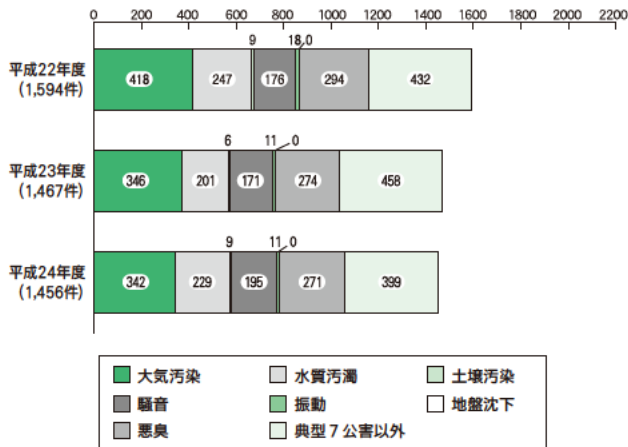 0 200 400 600 800 1000 1200 1400 1600 1800 2000 2200
9 18 0
平成22年度 418 247 176 294 432
(1,594件)
6 11 0
平成23年度 346 201 171 274 458
(1,467件)
9 11 0
平成24年度 342 229 195 271 399
(1,456件)
大気汚染 水質汚濁 土壌汚染
騒音 振動 地盤沈下
悪臭 典型7公害以外